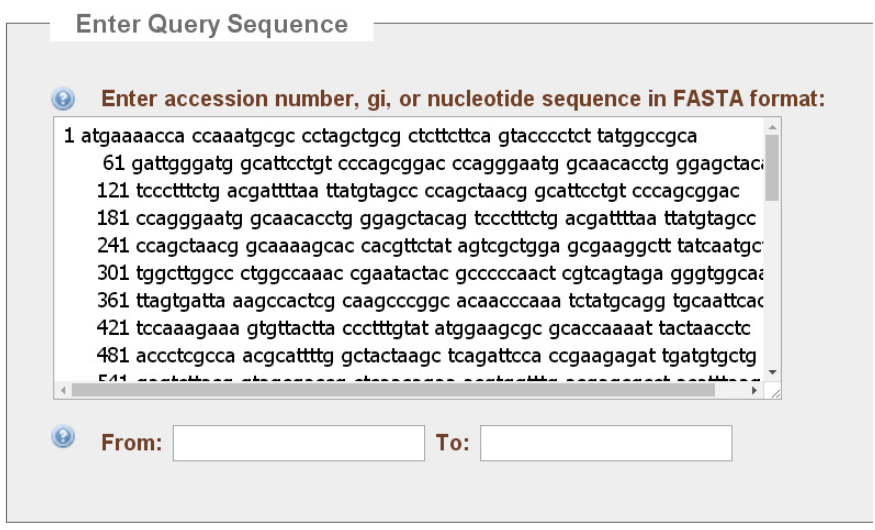 Enter Query Sequence
Enter accession number, gi, or nucleotide sequence in FASTA format:
1 atgaaaacca ccaaatgcgc cctagctgcg ctcttcttca gtacccctct tatggccgca
61 gattgggatg gcattcctgt cccagcggac ccagggaatg gcaacacctg ggagctaca
121 tccctttctg acgattttaa ttatgtagcc ccagctaacg gcattcctgt cccagcggac
181 ccagggaatg gcaacacctg ggagctacag tccctttctg acgattttaa ttatgtagcc
241 ccagctaacg gcaaaagcac cacgttctat agtcgctgga gcgaaggctt tatcaatgc
301 tggcttggcc ctggccaaac cgaatactac gcccccaact cgtcagtaga gggtggcaa
361 ttagtgatta aagccactcg caagcccggc acaacccaaa tctatgcagg tgcaattcac
421 tccaaagaaa gtgttactta ccctttgtat atggaagcgc gcaccaaaat tactaacctc
481 accctcgcca acgcattttg gctactaagc tcagattcca ccgaagagat tgatgtgctg
From:
To: